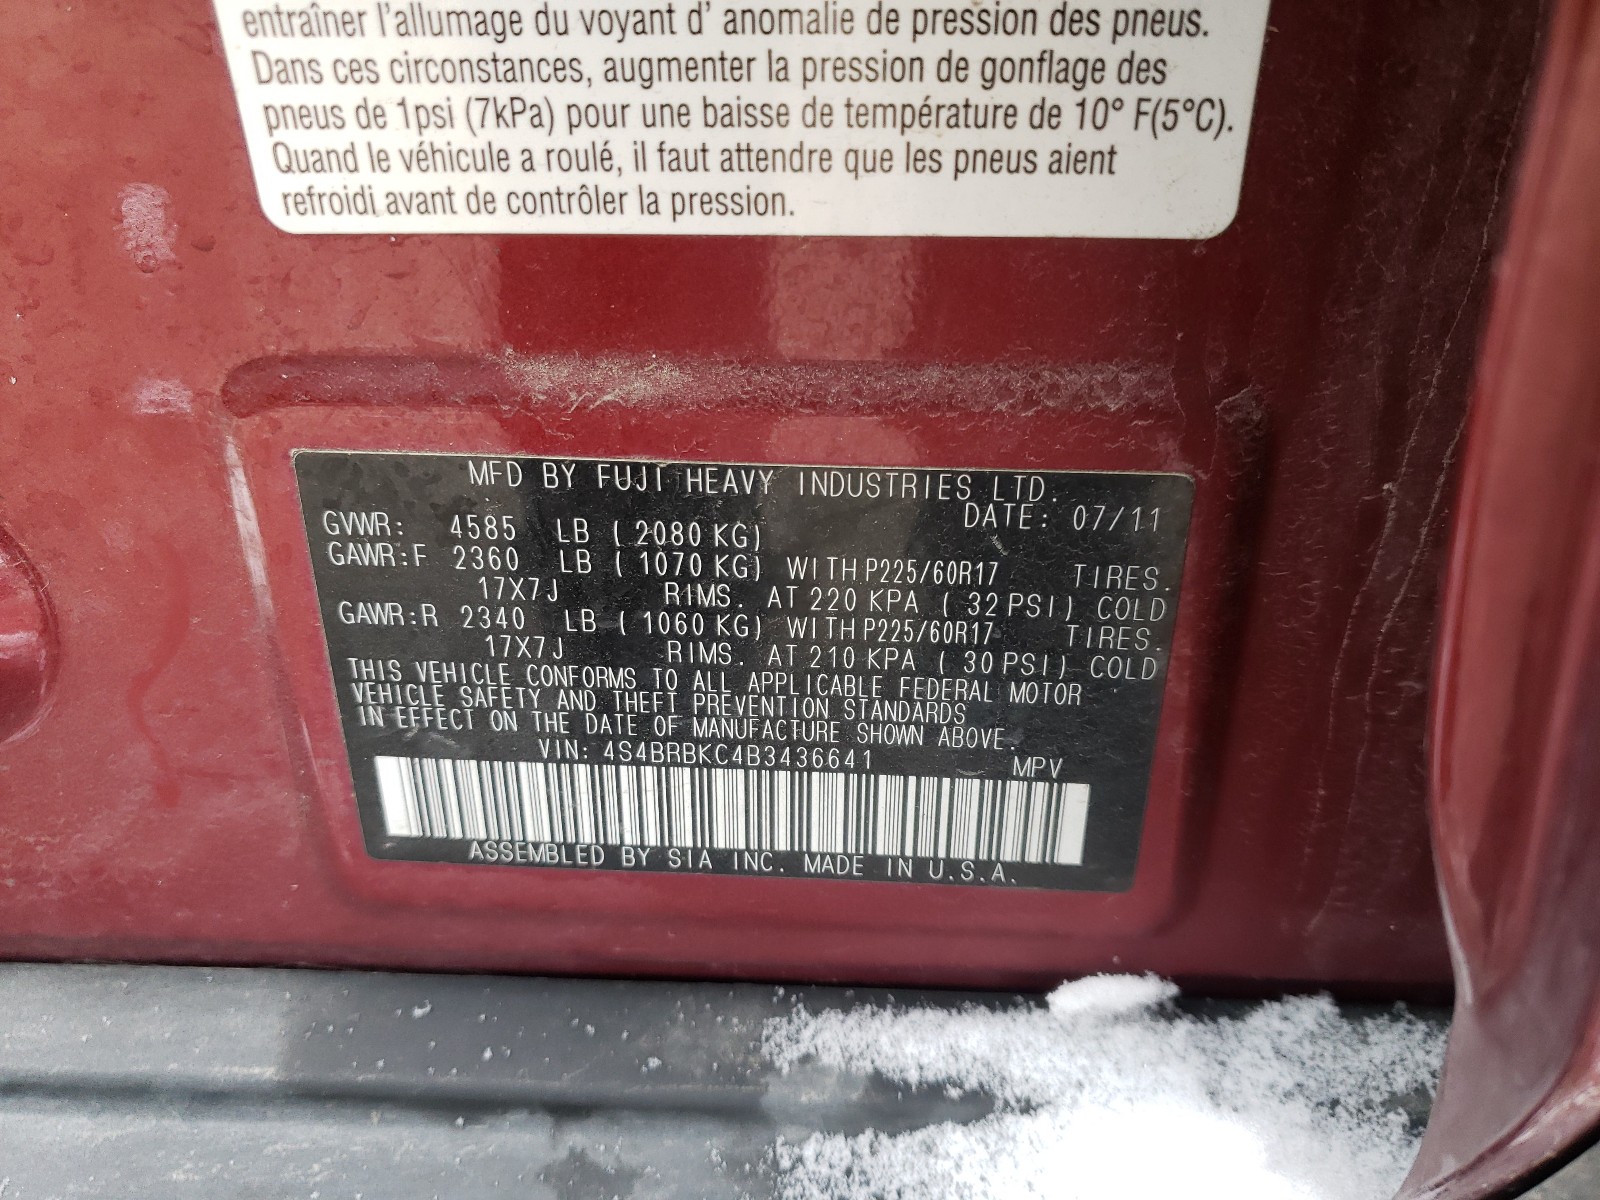 entraîner l'allumage du voyant d' anomalie de pression des pneus.
Dans ces circonstances, augmenter la pression de gonflage des
pneus de 1psi (7kPa) pour une baisse de température de 10° F(5°C).
Quand le véhicule a roulé, il faut attendre que les pneus aient
refroidi avant de contrôler la pression.
MFD BY FUJI HEAVY INDUSTRIES LTD.
DATE: 07/11
GVWR: 4585 LB ( 2080 KG)
GAWR:F 2360 LB ( 1070 KG) WITH P225/60R17 TIRES.
17X7J RIMS. AT 220 KPA ( 32 PSI) COLD
GAWR:R 2340 LB ( 1060 KG) WITH P225/60R17 TIRES.
17X7J RIMS. AT 210 KPA ( 30 PSI) COLD
THIS VEHICLE CONFORMS TO ALL APPLICABLE FEDERAL MOTOR
VEHICLE SAFETY AND THEFT PREVENTION STANDARDS
IN EFFECT ON THE DATE OF MANUFACTURE SHOWN ABOVE.
VIN: 4S4BRBKC4B3436641 MPV
ASSEMBLED BY SIA INC. MADE IN U.S.A.